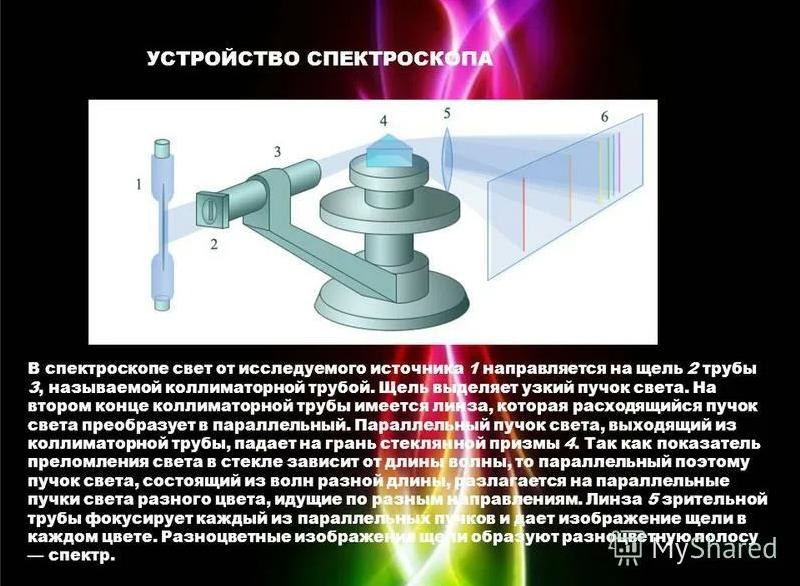 УСТРОЙСТВО СПЕКТРОСКОПА
1
2
3
4
5
6
В спектроскопе свет от исследуемого источника 1 направляется на щель 2 трубы
3, называемой коллиматорной трубой. Щель выделяет узкий пучок света. На
втором конце коллиматорной трубы имеется линза, которая расходящийся пучок
света преобразует в параллельный. Параллельный пучок света, выходящий из
коллиматорной трубы, падает на грань стеклянной призмы 4. Так как показатель
преломления света в стекле зависит от длины волны, то параллельный поэтому
пучок света, состоящий из волн разной длины, разлагается на параллельные
пучки света разного цвета, идущие по разным направлениям. Линза 5 зрительной
трубы фокусирует каждый из параллельных пучков и дает изображение щели в
каждом цвете. Разноцветные изображения щели образуют разноцветную полосу
— спектр.
MyShared